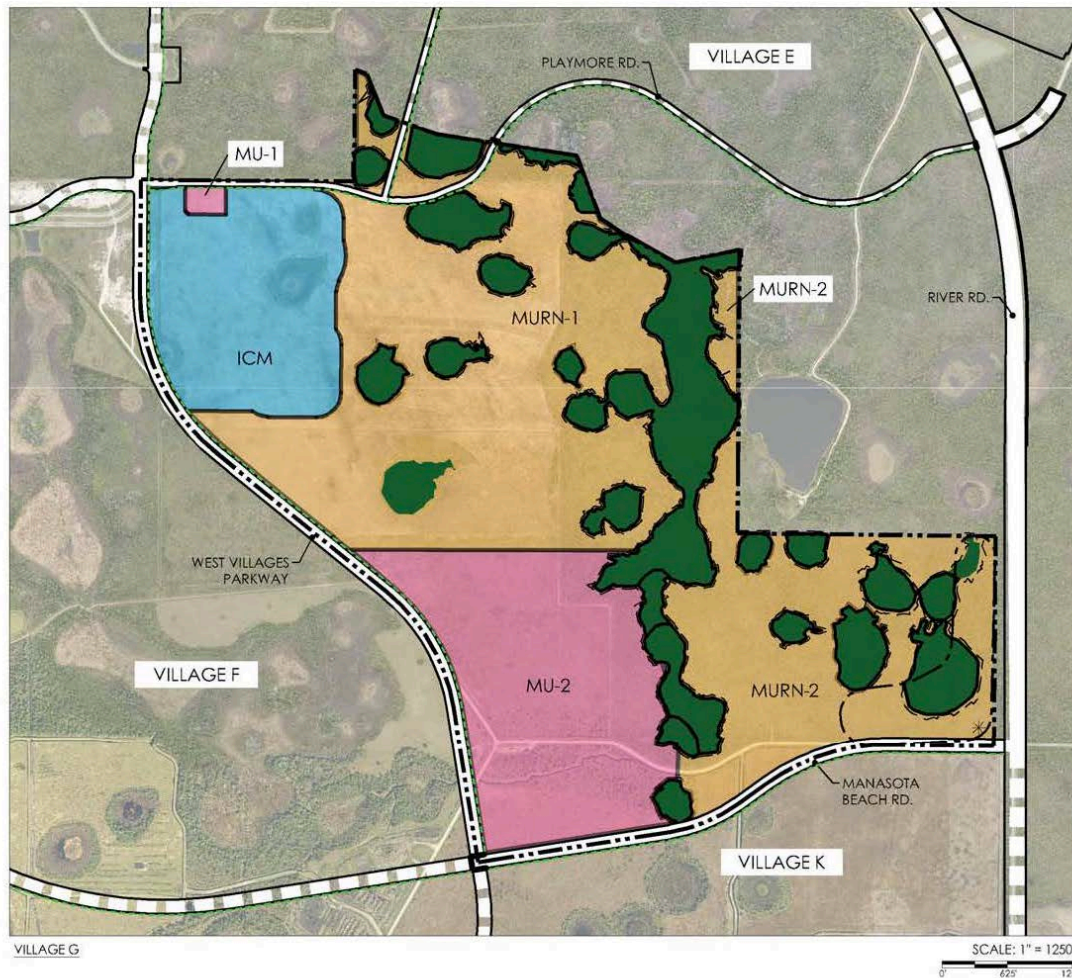 VILLAGE E
PLAYMORE RD.
MU-1
MURN-2
RIVER RD.
MURN-1
ICM
WEST VILLAGES
PARKWAY
VILLAGE F
MU-2
MURN-2
MANASOTA
BEACH RD.
VILLAGE K
VILLAGE G
SCALE: 1" = 1250
0'
625'